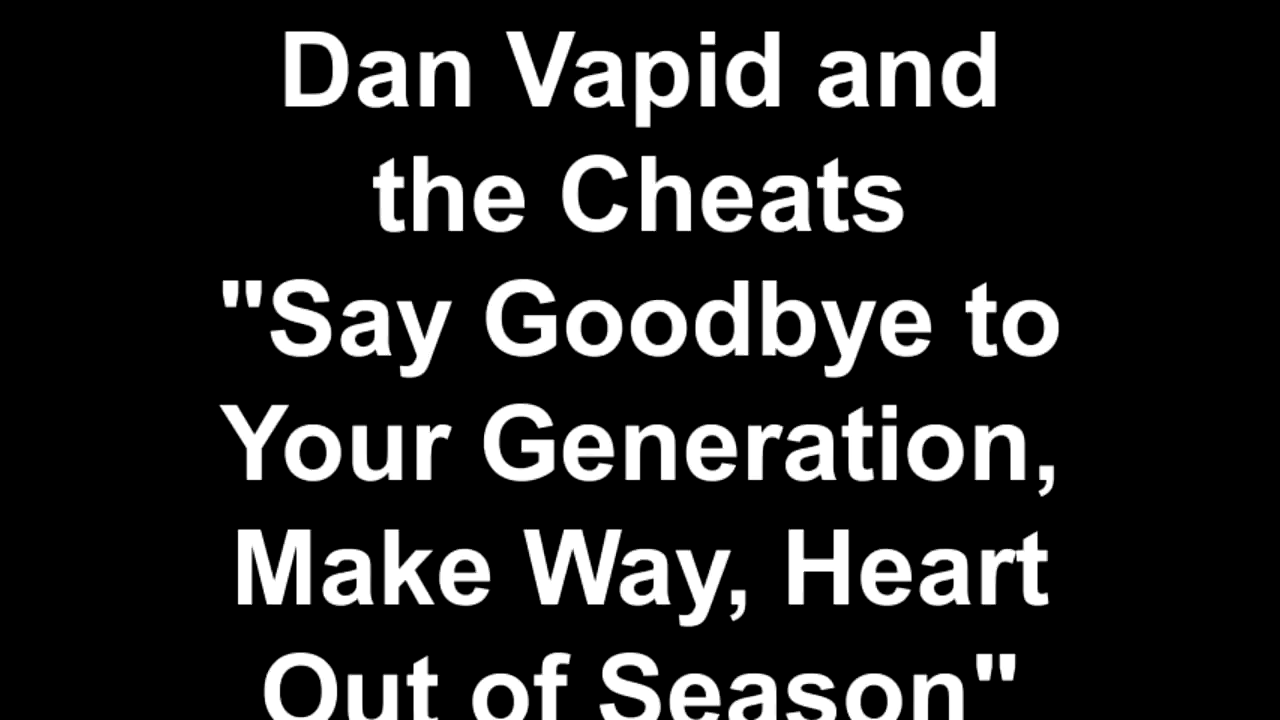 Dan Vapid and
the Cheats
"Say Goodbye to
Your Generation,
Make Way, Heart
Out of Season"